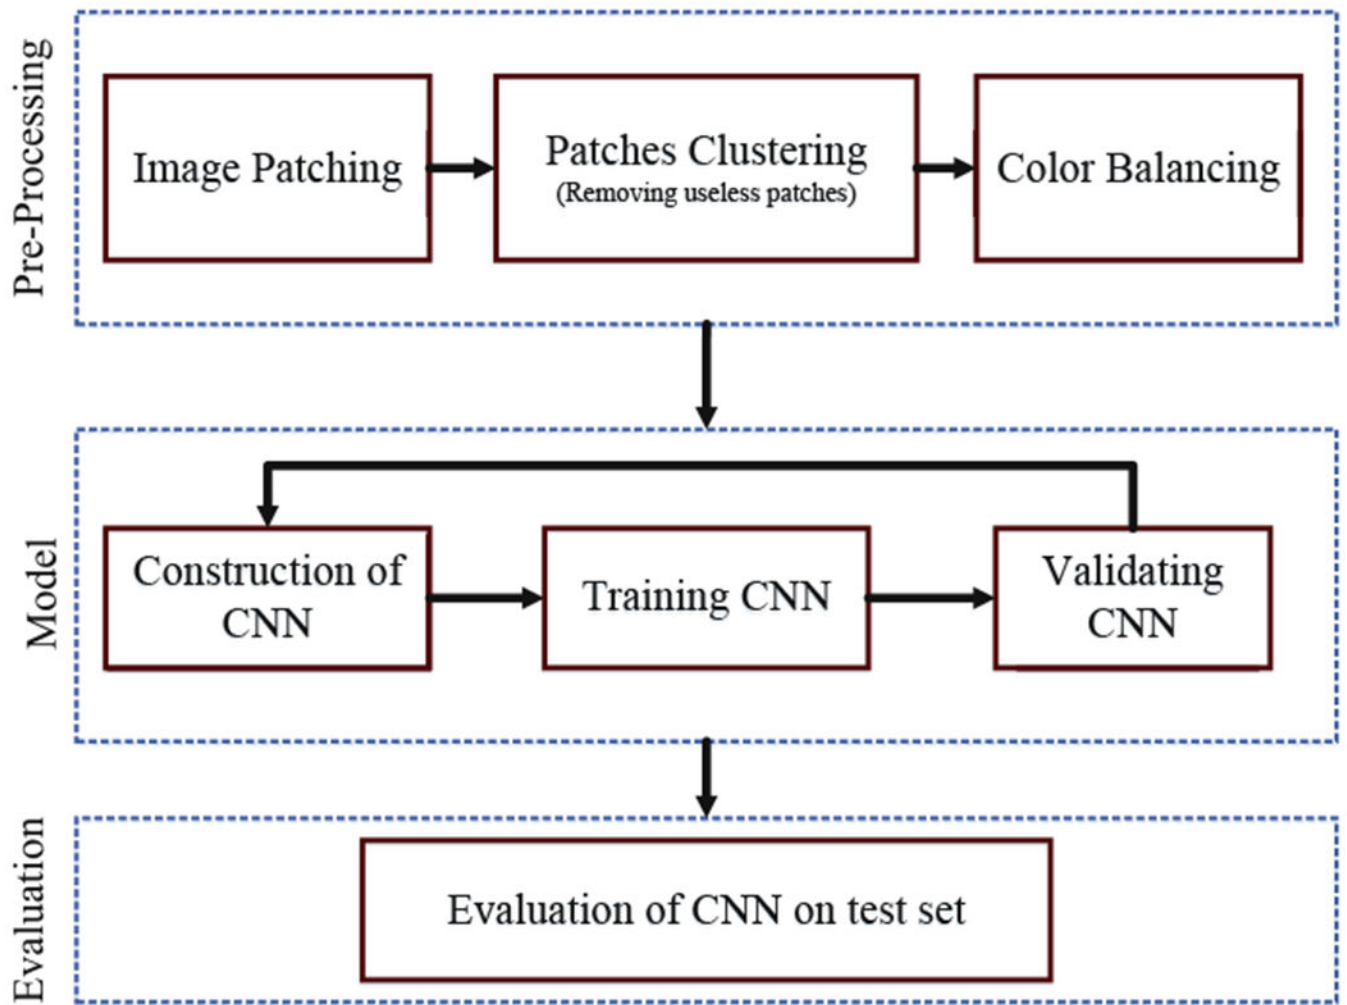 Pre-Processing
Image Patching
Patches Clustering
(Removing useless patches)
Color Balancing
Model
Construction of
CNN
Training CNN
Validating
CNN
Evaluation
Evaluation of CNN on test set